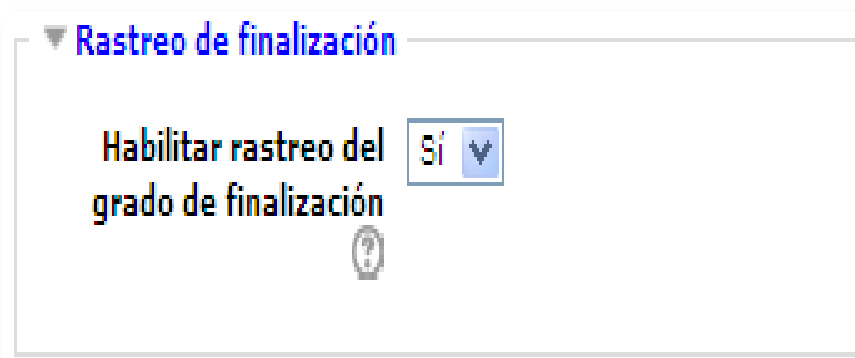 Rastreo de finalización
Habilitar rastreo del
grado de finalización
Sí
?